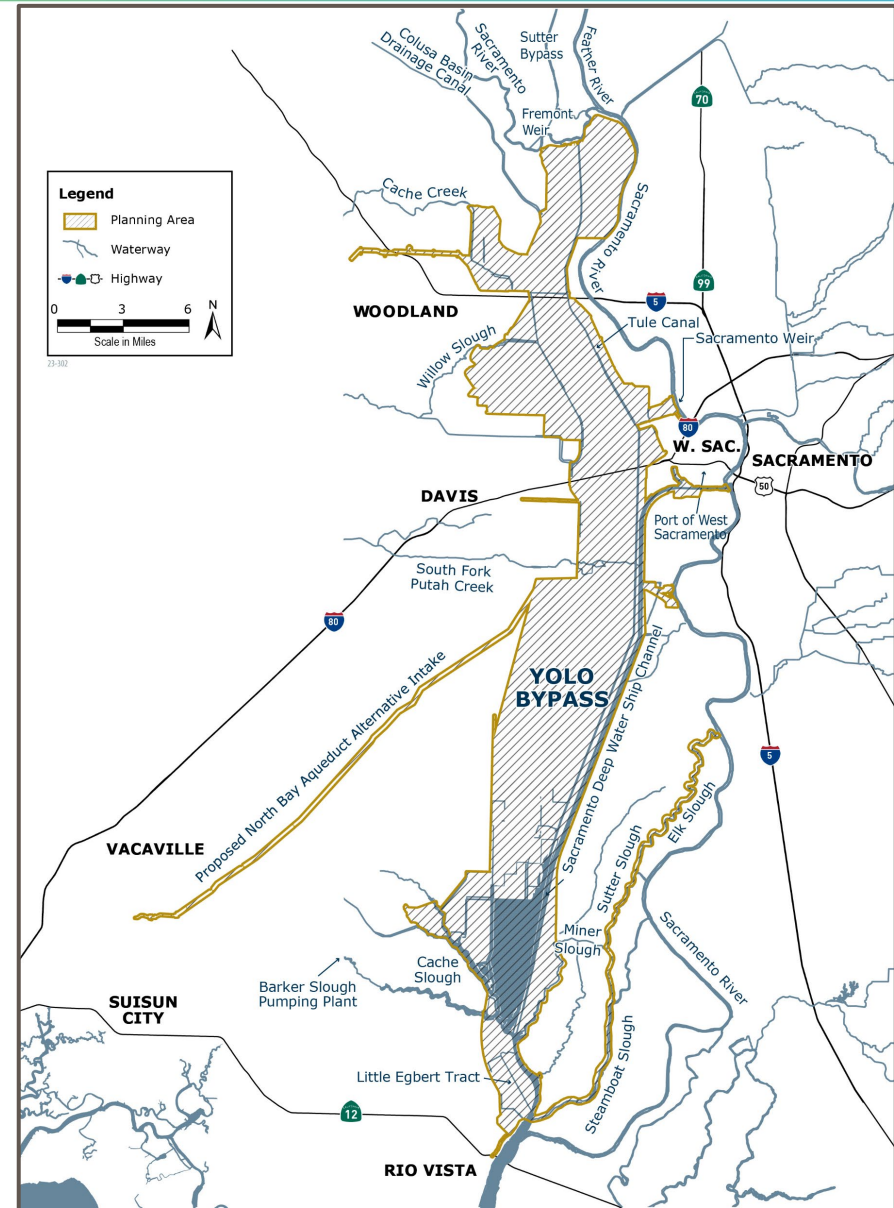 Colusa Basin
Drainage Canal
Sacramento
River
Sutter
Bypass
Feather River
Fremont
Weir
70
Legend
Planning Area
Waterway
Highway
0 3 6
N
Scale in Miles
23-302
Cache Creek
Sacramento River
99
5
WOODLAND
Tule Canal
Sacramento Weir
Willow Slough
80
W. SAC.
SACRAMENTO
50
DAVIS
Port of West
Sacramento
South Fork
Putah Creek
80
YOLO
BYPASS
Sacramento Deep Water Ship Channel
Proposed North Bay Aqueduct Alternative Intake
5
Elk Slough
Sutter Slough
VACAVILLE
Miner
Slough
Sacramento River
Cache
Slough
Barker Slough
Pumping Plant
SUISUN
CITY
Steamboat Slough
Little Egbert Tract
12
RIO VISTA